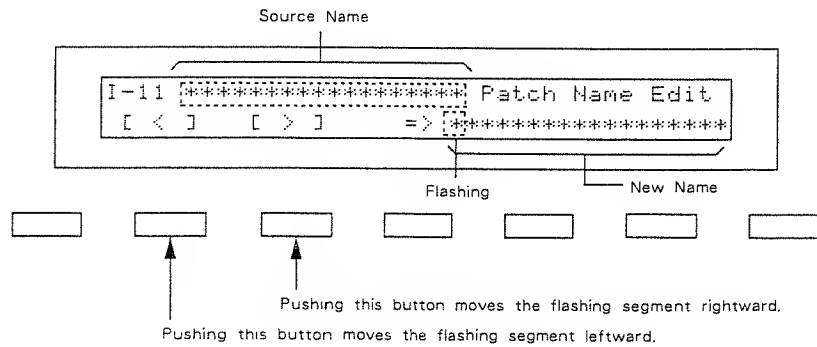 Source Name
I-11 ****************** Patch Name Edit
[ < ] [ > ] => ******************
Flashing
New Name
Pushing this button moves the flashing segment rightward.
Pushing this button moves the flashing segment leftward.